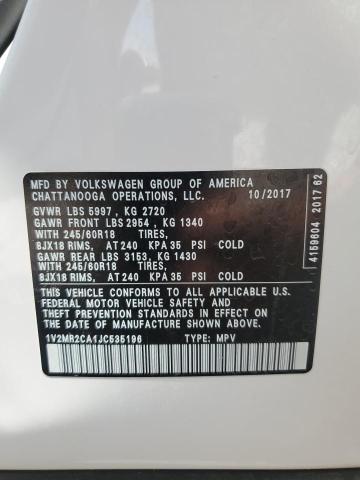 MFD BY VOLKSWAGEN GROUP OF AMERICA
CHATTANOOGA OPERATIONS, LLC. 10/2017
GVWR LBS 5997 , KG 2720
GAWR FRONT LBS 2954 , KG 1340
WITH 245/60R18 TIRES,
8JX18 RIMS, AT 240 KPA 35 PSI COLD
GAWR REAR LBS 3153, KG 1430
WITH 245/60R18 TIRES,
8JX18 RIMS, AT 240 KPA 35 PSI COLD
THIS VEHICLE CONFORMS TO ALL APPLICABLE U.S.
FEDERAL MOTOR VEHICLE SAFETY AND
THEFT PREVENTION STANDARDS IN EFFECT ON THE
DATE OF MANUFACTURE SHOWN ABOVE
1V2MR2CA1JC535196 TYPE: MPV
4159604 2017 62